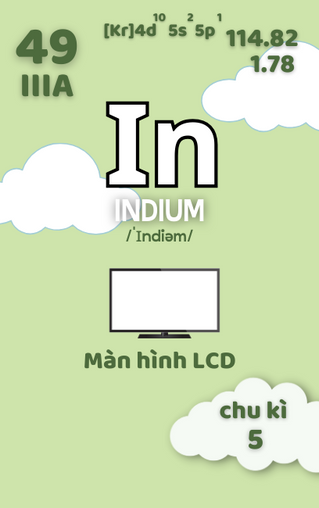 49
IIIA
[Kr]4d¹⁰ 5s² 5p¹
114.82
1.78
In
INDIUM
/ˈɪndiəm/
Màn hình LCD
chu kì
5